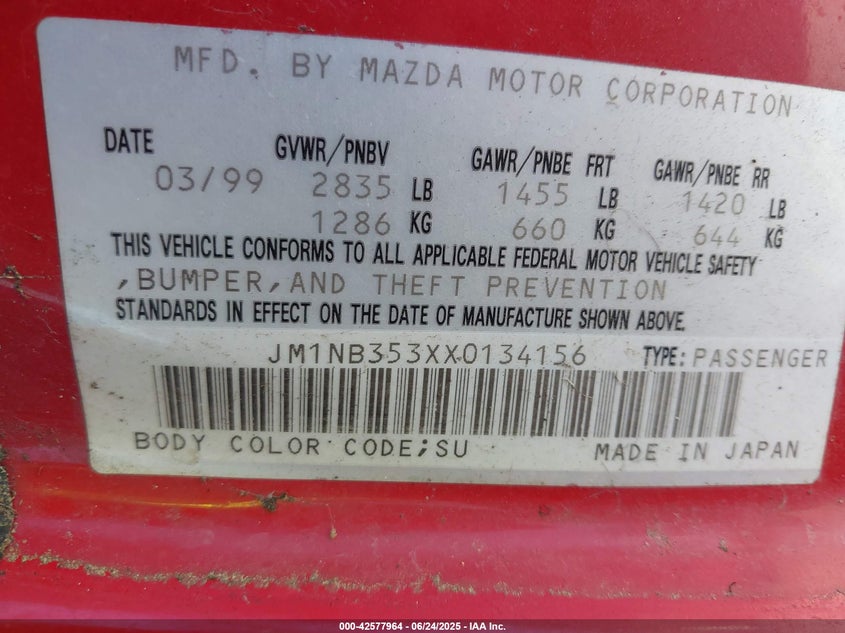 MFD. BY MAZDA MOTOR CORPORATION
DATE GVWR/PNBV GAWR/PNBE FRT GAWR/PNBE RR
03/99 2835 LB 1455 LB 1420 LB
1286 KG 660 KG 644 KG
THIS VEHICLE CONFORMS TO ALL APPLICABLE FEDERAL MOTOR VEHICLE SAFETY
,BUMPER,AND THEFT PREVENTION
STANDARDS IN EFFECT ON THE DATE OF MANUFACTURE SHOWN ABOVE.
JM1NB353XX0134156 TYPE: PASSENGER
BODY COLOR CODE;SU MADE IN JAPAN
000-42577964 - 06/24/2025 - IAA Inc.